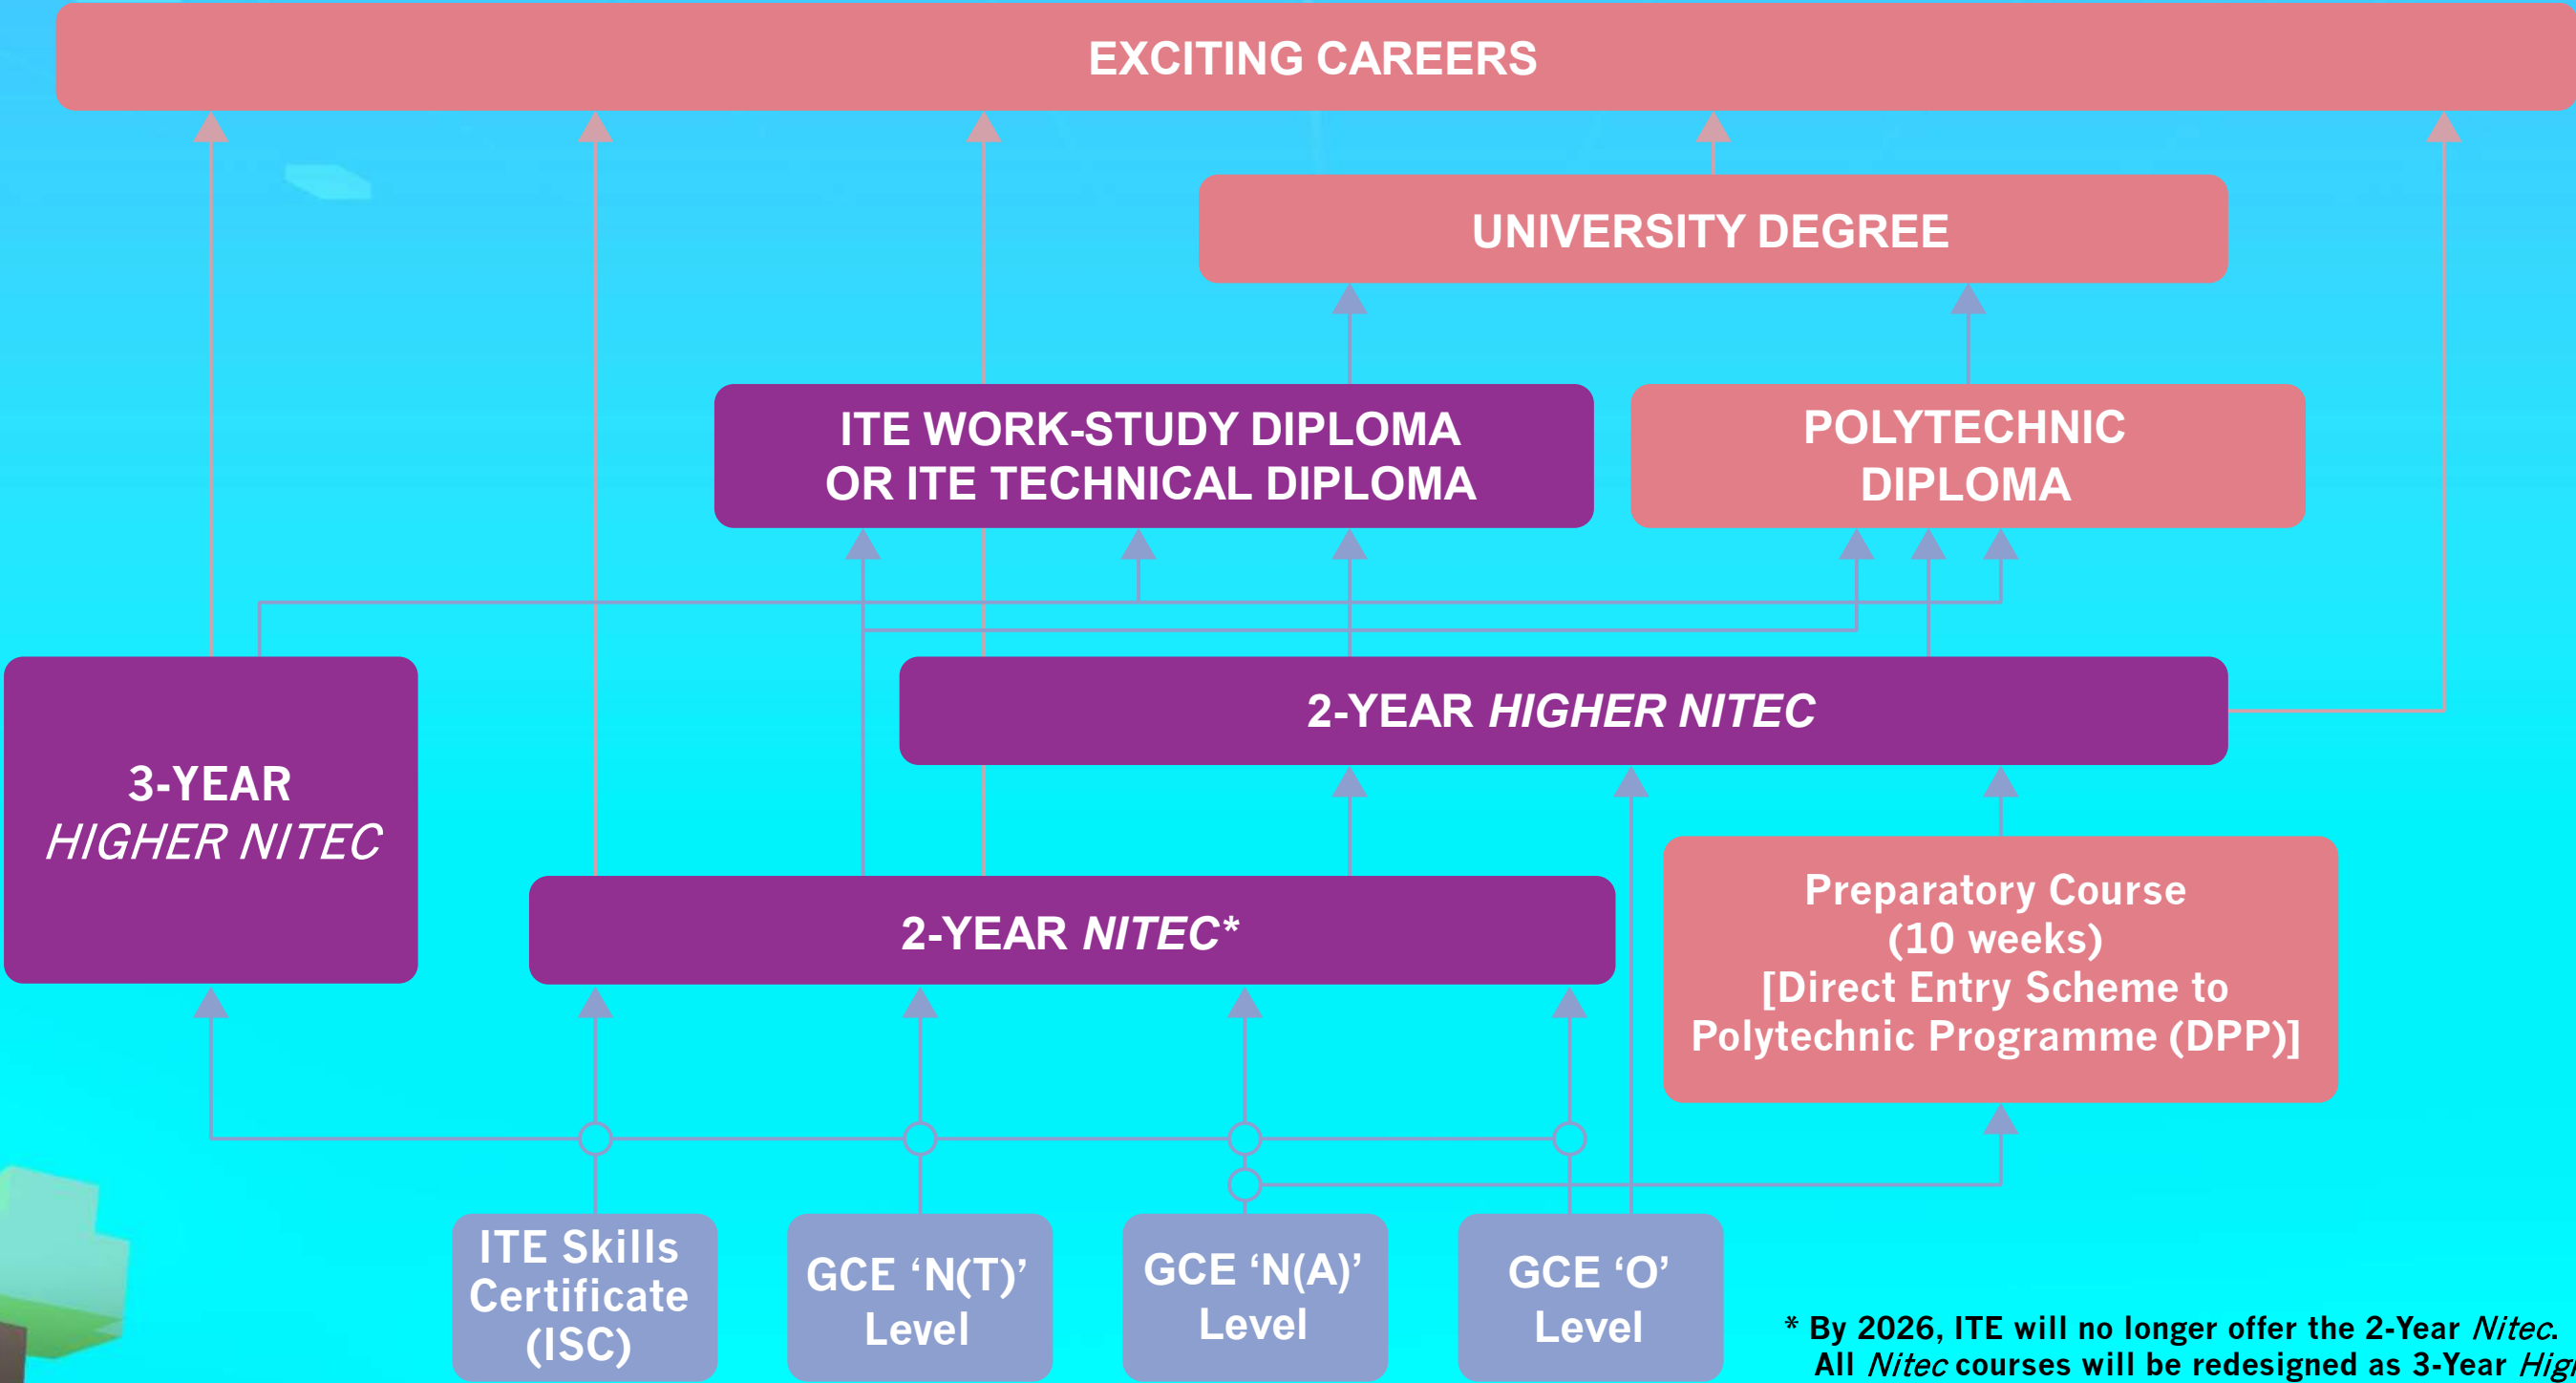 EXCITING CAREERS
UNIVERSITY DEGREE
ITE WORK-STUDY DIPLOMA
OR ITE TECHNICAL DIPLOMA
POLYTECHNIC
DIPLOMA
3-YEAR
HIGHER NITEC
2-YEAR HIGHER NITEC
2-YEAR NITEC*
Preparatory Course
(10 weeks)
[Direct Entry Scheme to
Polytechnic Programme (DPP)]
ITE Skills
Certificate
(ISC)
GCE ‘N(T)’
Level
GCE ‘N(A)’
Level
GCE ‘O’
Level
* By 2026, ITE will no longer offer the 2-Year Nitec.
All Nitec courses will be redesigned as 3-Year